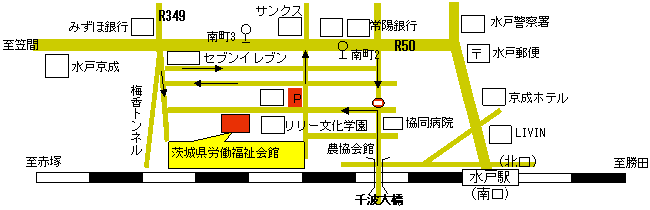 サンクス
R349
みずほ銀行
常陽銀行
水戸警察署
南町3
至笠間
R50
南町2
水戸郵便
〒
セブンイレブン
水戸京成
梅香トンネル
P
京成ホテル
リリー文化学園
協同病院
LIVIN
茨城県労働福祉会館
農協会館
至赤塚
(北口)
至勝田
水戸駅
(南口)
千波大橋